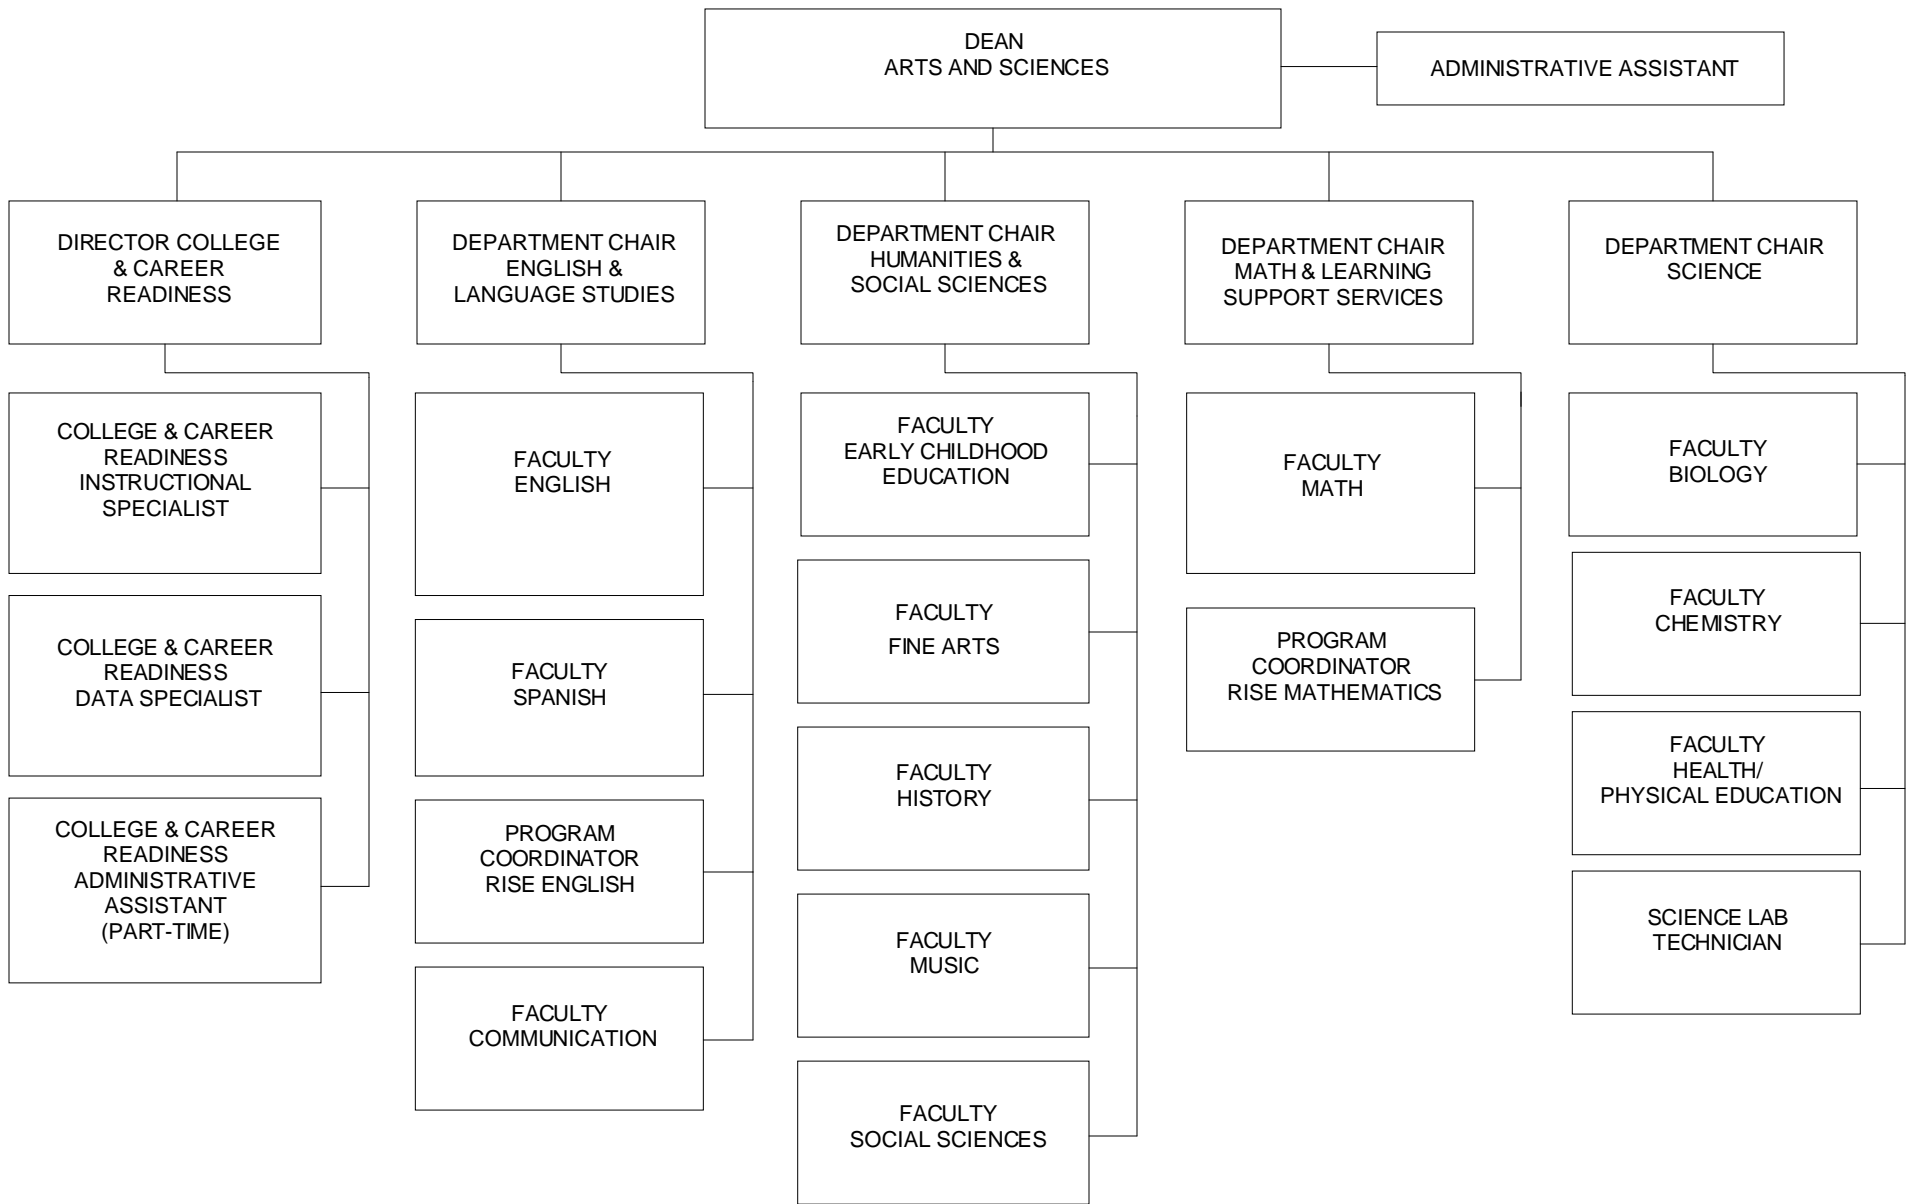 DEAN
ARTS AND SCIENCES
ADMINISTRATIVE ASSISTANT
DIRECTOR COLLEGE
& CAREER
READINESS
DEPARTMENT CHAIR
ENGLISH &
LANGUAGE STUDIES
DEPARTMENT CHAIR
HUMANITIES &
SOCIAL SCIENCES
DEPARTMENT CHAIR
MATH & LEARNING
SUPPORT SERVICES
DEPARTMENT CHAIR
SCIENCE
COLLEGE & CAREER
READINESS
INSTRUCTIONAL
SPECIALIST
COLLEGE & CAREER
READINESS
DATA SPECIALIST
COLLEGE & CAREER
READINESS
ADMINISTRATIVE
ASSISTANT
(PART-TIME)
FACULTY
ENGLISH
FACULTY
SPANISH
PROGRAM
COORDINATOR
RISE ENGLISH
FACULTY
COMMUNICATION
FACULTY
EARLY CHILDHOOD
EDUCATION
FACULTY
FINE ARTS
FACULTY
HISTORY
FACULTY
MUSIC
FACULTY
SOCIAL SCIENCES
FACULTY
MATH
PROGRAM
COORDINATOR
RISE MATHEMATICS
FACULTY
BIOLOGY
FACULTY
CHEMISTRY
FACULTY
HEALTH/
PHYSICAL EDUCATION
SCIENCE LAB
TECHNICIAN